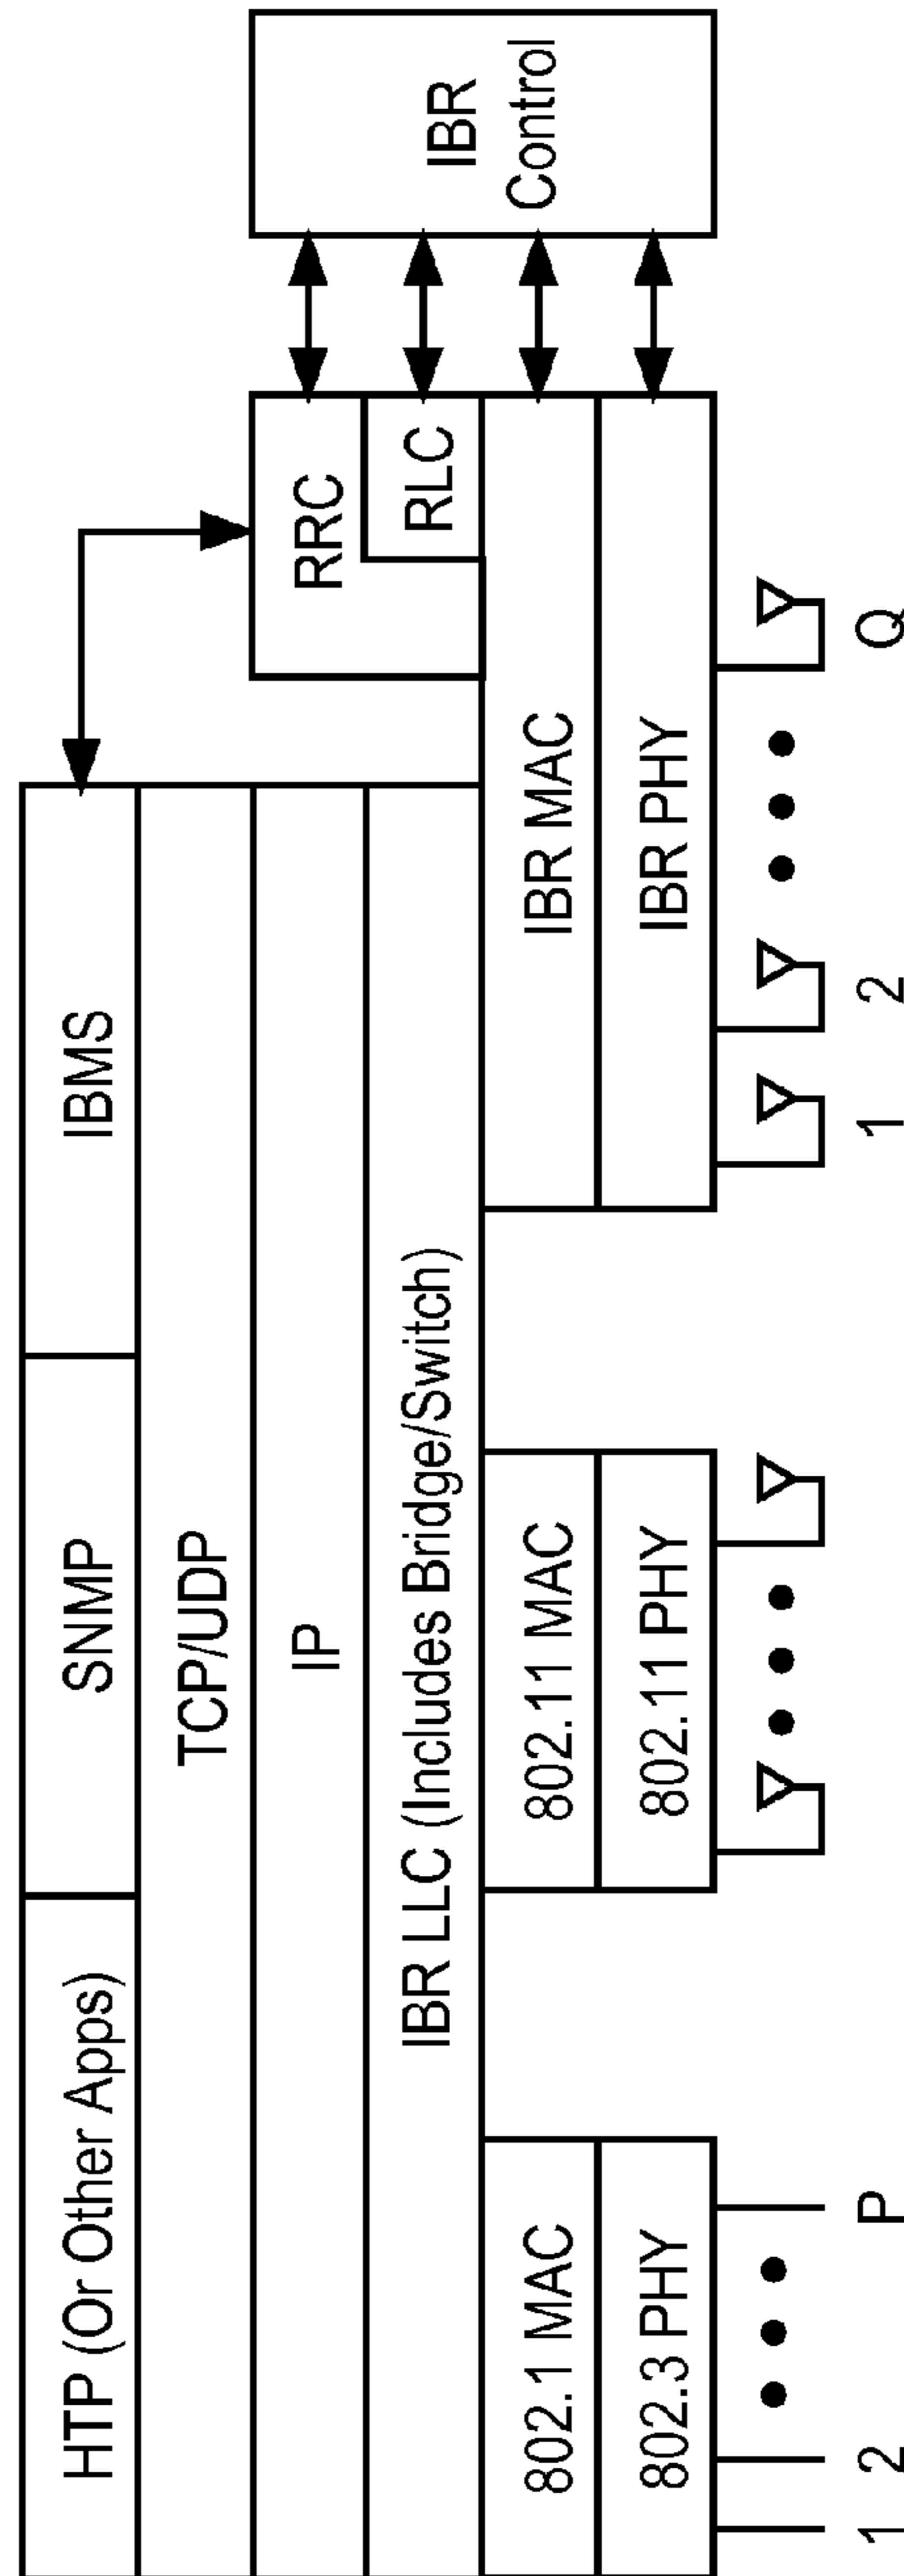 HTP (Or Other Apps)
SNMP
IBMS
TCP/UDP
IP
RRC
IBR
Control
IBR LLC (Includes Bridge/Switch)
RLC
802.1 MAC
802.11 MAC
IBR MAC
802.3 PHY
802.11 PHY
IBR PHY
1
2
P
1
2
Q